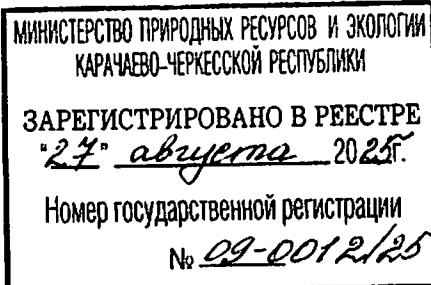 МИНИСТЕРСТВО ПРИРОДНЫХ РЕСУРСОВ И ЭКОЛОГИИ
КАРАЧАЕВО-ЧЕРКЕССКОЙ РЕСПУБЛИКИ
ЗАРЕГИСТРИРОВАНО В РЕЕСТРЕ
"27" августа 2025г.
Номер государственной регистрации
№ 09-0012/25